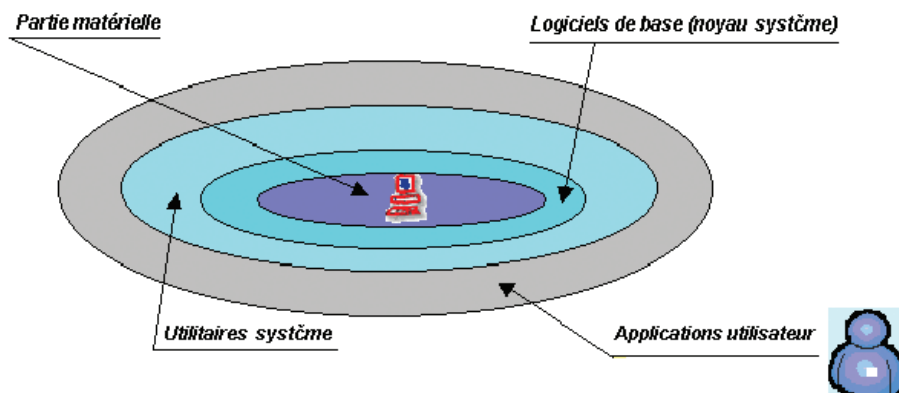 Partie matérielle
Logiciels de base (noyau systčme)
Utilitaires systčme
Applications utilisateur